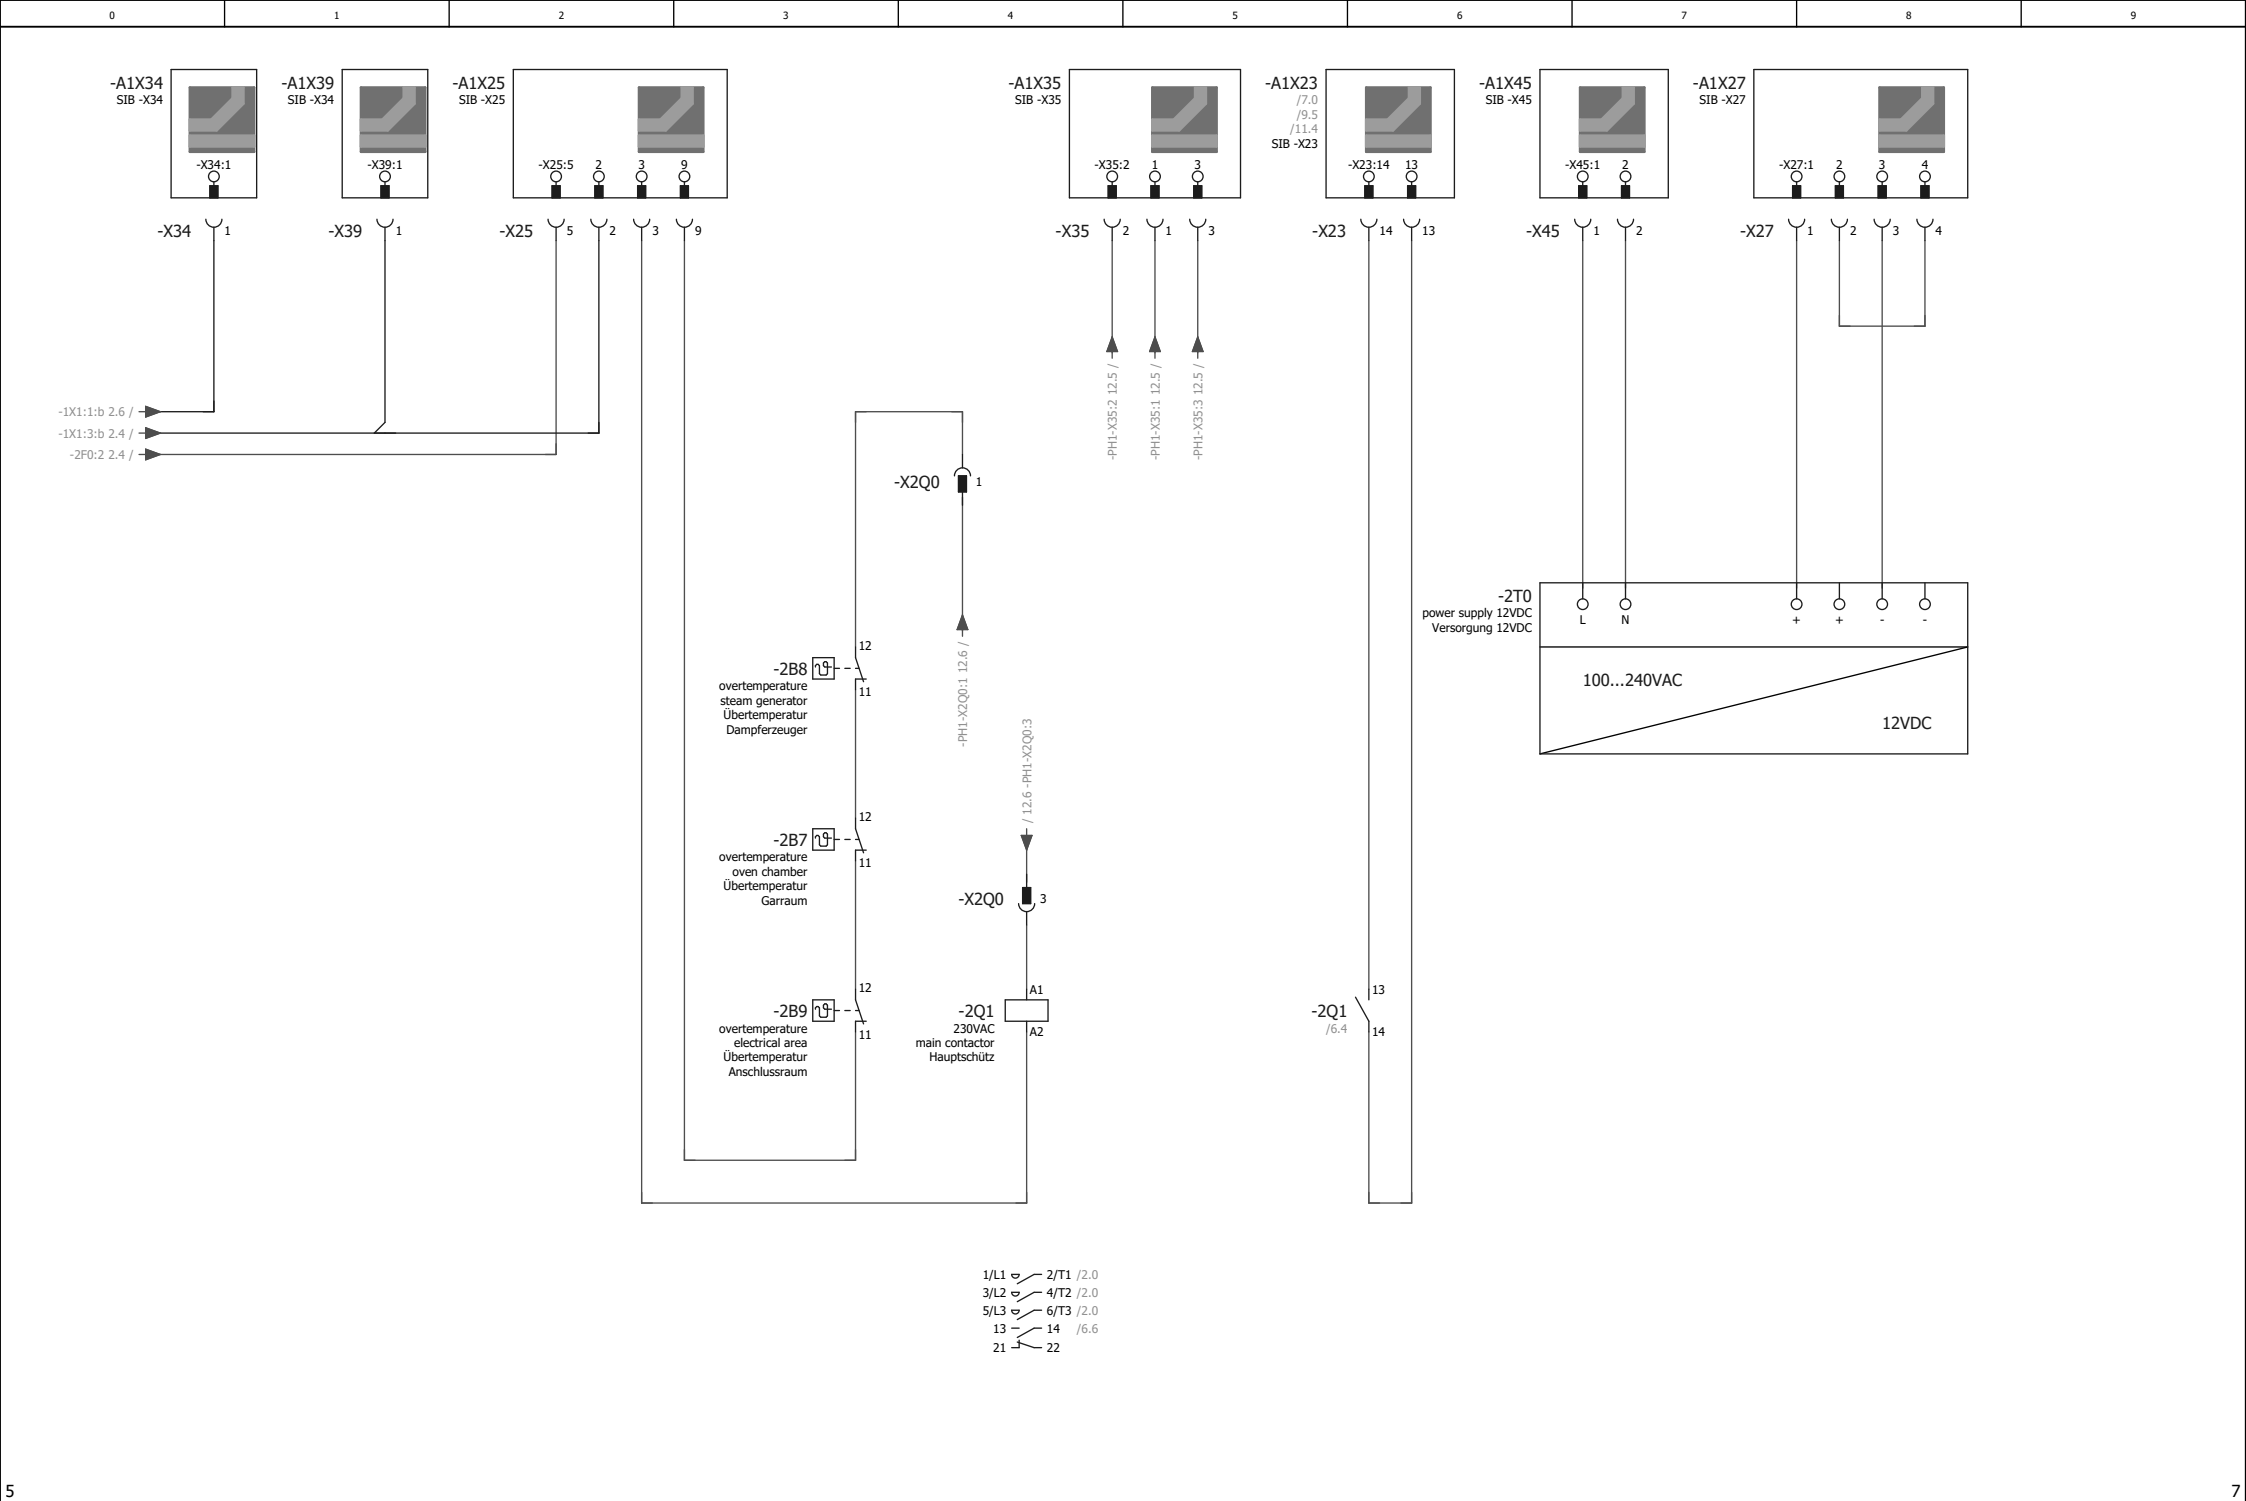 0 1 2 3 4 5 6 7 8 9
-A1X34
SIB -X34
-X34:1
-X34 1
-A1X39
SIB -X34
-X39:1
-X39 1
-A1X25
SIB -X25
-X25:5 2 3 9
-X25 5 2 3 9
-A1X35
SIB -X35
-X35:2 1 3
-X35 2 1 3
-A1X23
/7.0
/9.5
/11.4
SIB -X23
-X23:14 13
-X23 14 13
-A1X45
SIB -X45
-X45:1 2
-X45 1 2
-A1X27
SIB -X27
-X27:1 2 3 4
-X27 1 2 3 4
-1X1:1:b 2.6 /
-1X1:3:b 2.4 /
-2F0:2 2.4 /
-PH1-X35:2 12.5 /
-PH1-X35:1 12.5 /
-PH1-X35:3 12.5 /
-X2Q0 1
-PH1-X2Q0:1 12.6 /
-2T0
power supply 12VDC
Versorgung 12VDC
L N + + - -
100...240VAC
12VDC
12
-2B8
11
overtemperature
steam generator
Übertemperatur
Dampferzeuger
/ 12.6 -PH1-X2Q0:3
12
-2B7
11
overtemperature
oven chamber
Übertemperatur
Garraum
-X2Q0 3
12
-2B9
11
overtemperature
electrical area
Übertemperatur
Anschlussraum
A1
-2Q1
A2
230VAC
main contactor
Hauptschütz
13
-2Q1
/6.4
14
1/L1 2/T1 /2.0
3/L2 4/T2 /2.0
5/L3 6/T3 /2.0
13 14 /6.6
21 22
5
7